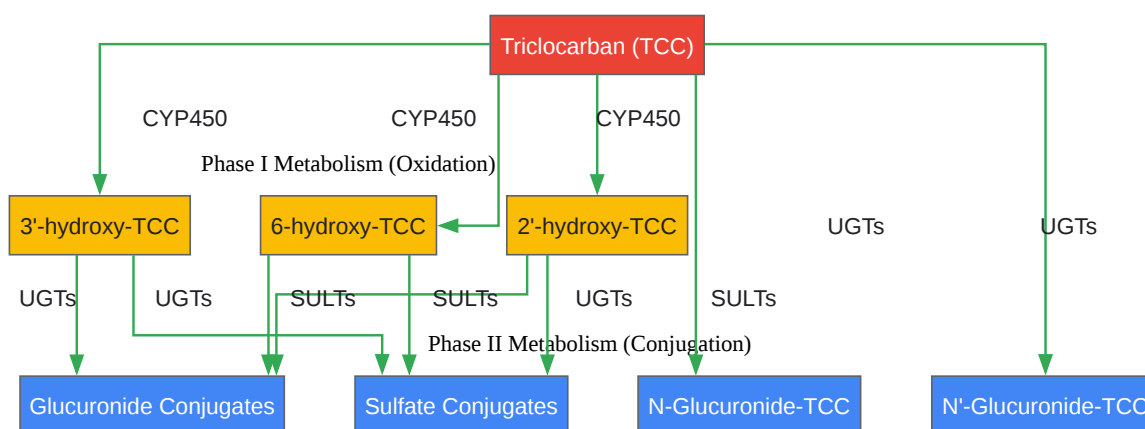 Triclocarban (TCC)
CYP450
CYP450
CYP450
Phase I Metabolism (Oxidation)
3'-hydroxy-TCC
6-hydroxy-TCC
2'-hydroxy-TCC
UGTs
UGTs
UGTs
UGTs
SULTs
SULTs
UGTs
SULTs
Phase II Metabolism (Conjugation)
Glucuronide Conjugates
Sulfate Conjugates
N-Glucuronide-TCC
N'-Glucuronide-TCC